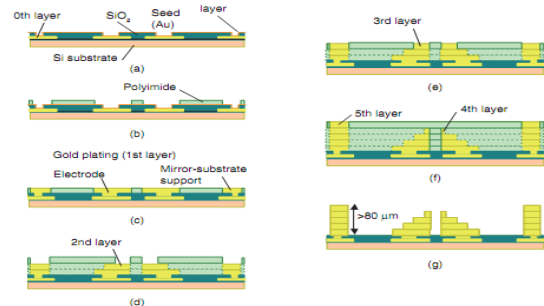 0th layer
SiO₂
Seed
(Au)
layer
Si substrate
(a)
Polyimide
(b)
Gold plating (1st layer)
Electrode
Mirror-substrate
support
(c)
2nd layer
(d)
3rd layer
(e)
5th layer
4th layer
(f)
>80 μm
(g)